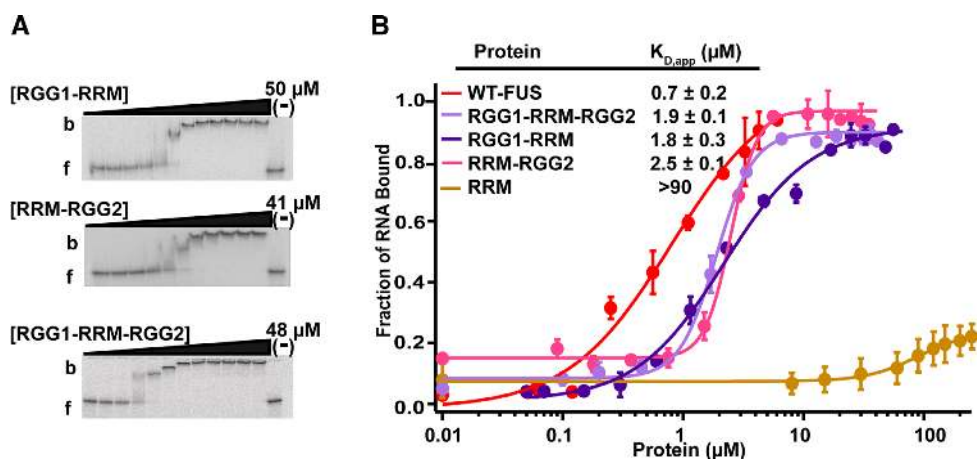 A
[RGG1-RRM] 50 µM
(-)
b
f
[RRM-RGG2] 41 µM
(-)
b
f
[RGG1-RRM-RGG2] 48 µM
(-)
b
f
B
Protein K_D,app (µM)
WT-FUS 0.7 ± 0.2
RGG1-RRM-RGG2 1.9 ± 0.1
RGG1-RRM 1.8 ± 0.3
RRM-RGG2 2.5 ± 0.1
RRM >90
Fraction of RNA Bound
1.0
0.8
0.6
0.4
0.2
0.0
0.01 0.1 1 10 100
Protein (µM)